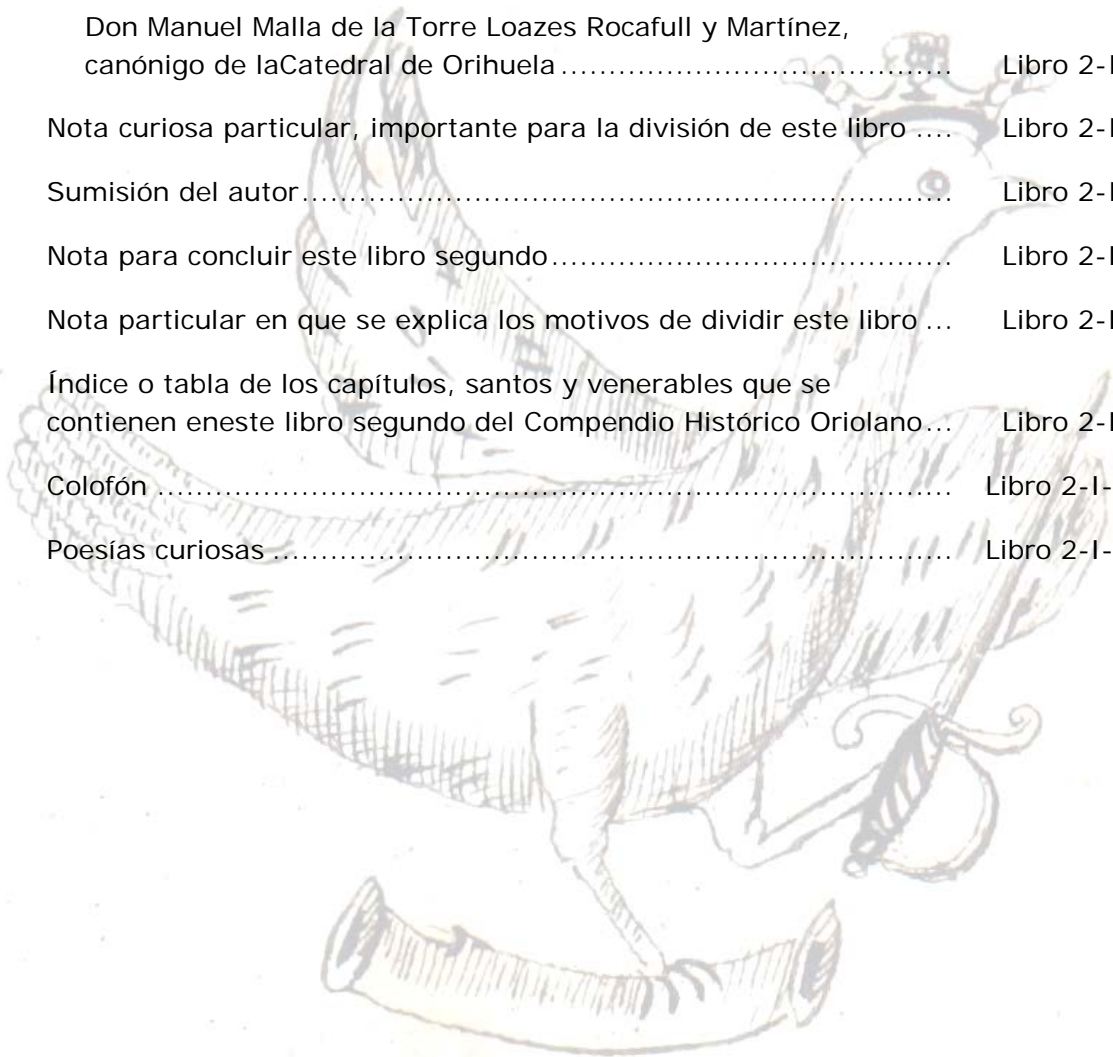 Don Manuel Malla de la Torre Loazes Rocafull y Martínez,
canónigo de laCatedral de Orihuela ........................................ Libro 2-I
Nota curiosa particular, importante para la división de este libro .... Libro 2-I
Sumisión del autor.................................................................... Libro 2-I
Nota para concluir este libro segundo.......................................... Libro 2-I
Nota particular en que se explica los motivos de dividir este libro ... Libro 2-I
Índice o tabla de los capítulos, santos y venerables que se
contienen eneste libro segundo del Compendio Histórico Oriolano... Libro 2-I
Colofón ................................................................................... Libro 2-I-
Poesías curiosas ....................................................................... Libro 2-I-